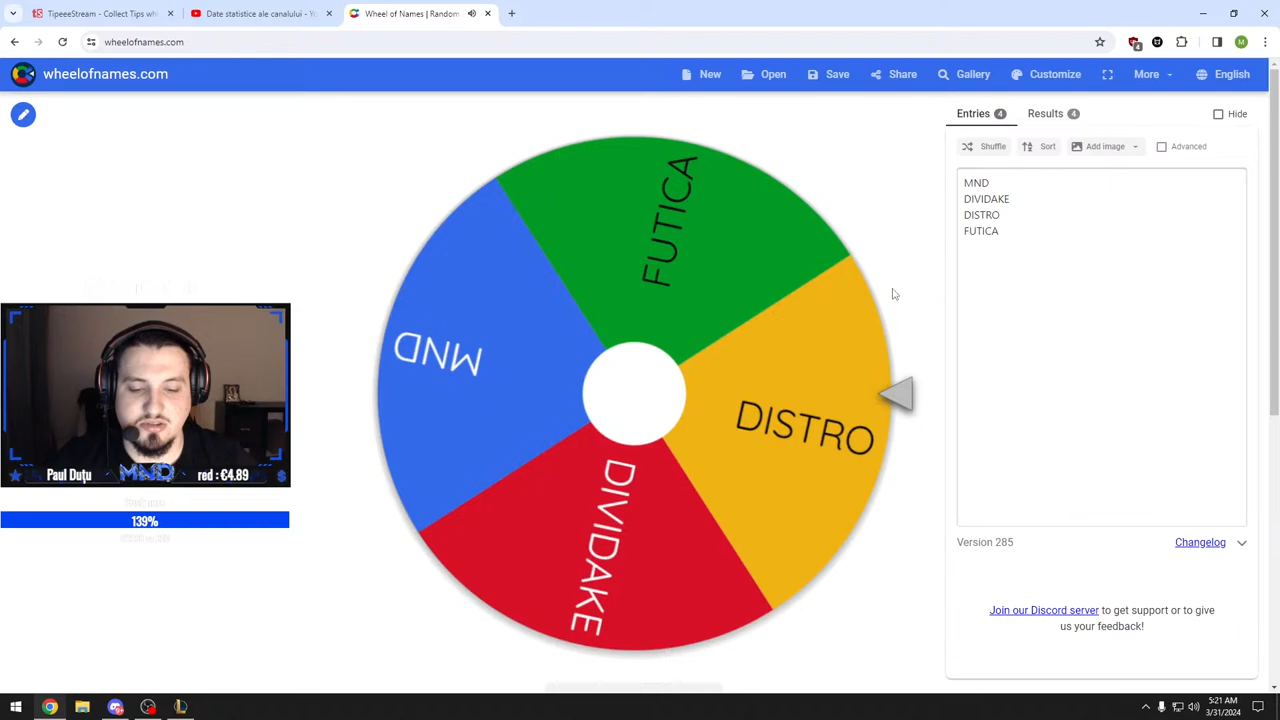 TipeeeStream - Collect Tips wh
Date statistice ale canalului - Yo
Wheel of Names | Random
wheelofnames.com
4
M
wheelofnames.com
New
Open
Save
Share
Gallery
Customize
More
English
Entries 4
Results 4
Hide
Shuffle
Sort
Add image
Advanced
MND
DIVIDAKE
DISTRO
FUTICA
FUTICA
MND
DISTRO
DIVIDAKE
Paul Duțu
MND
red : €4.89
139%
Version 285
Changelog
Join our Discord server to get support or to give
us your feedback!
5:21 AM
3/31/2024